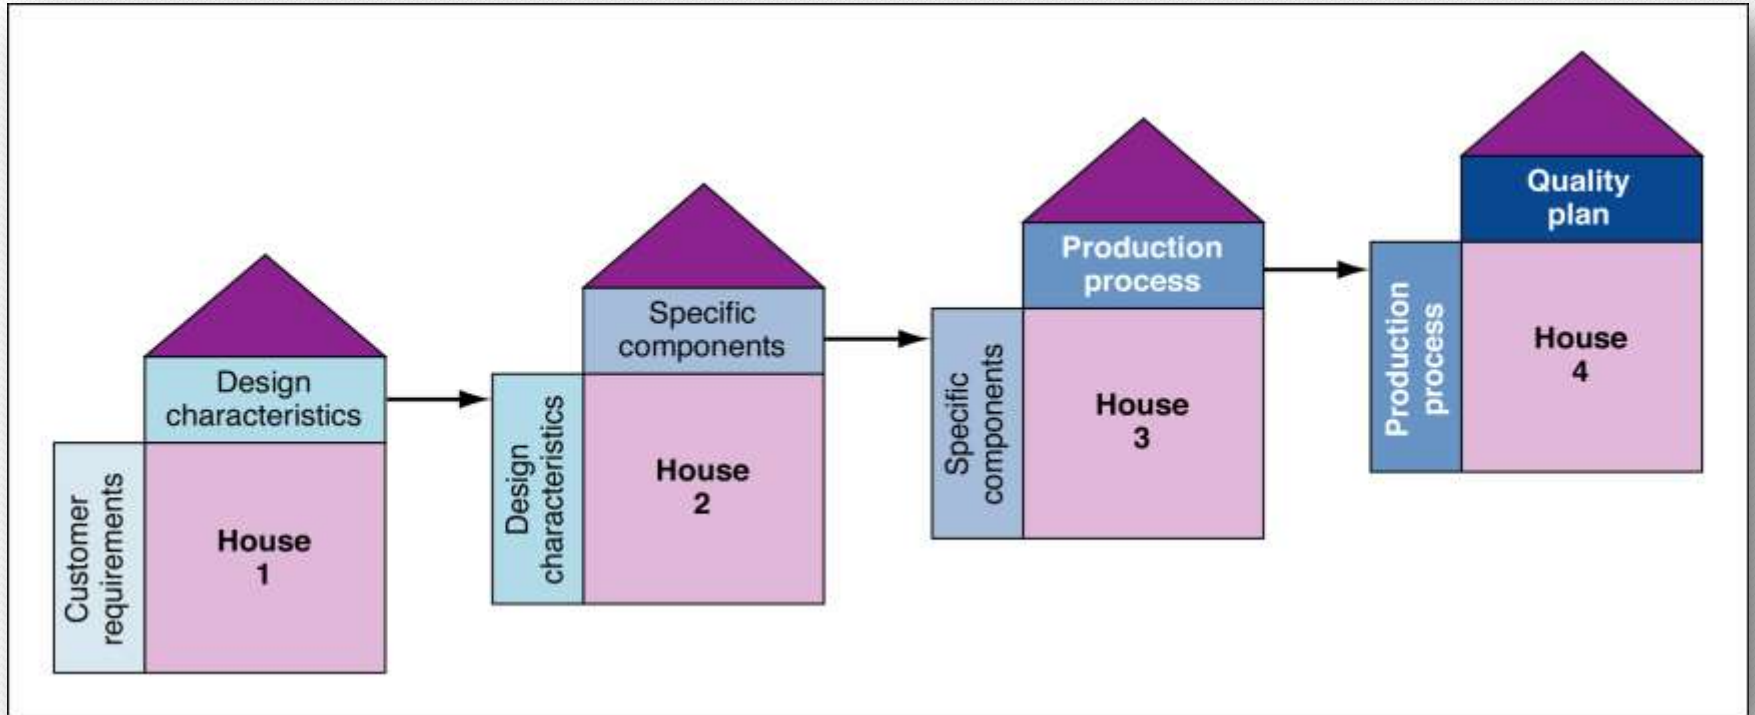 Customer
requirements
Design
characteristics
House
1
Design
characteristics
Specific
components
House
2
Specific
components
Production
process
House
3
Production
process
Quality
plan
House
4